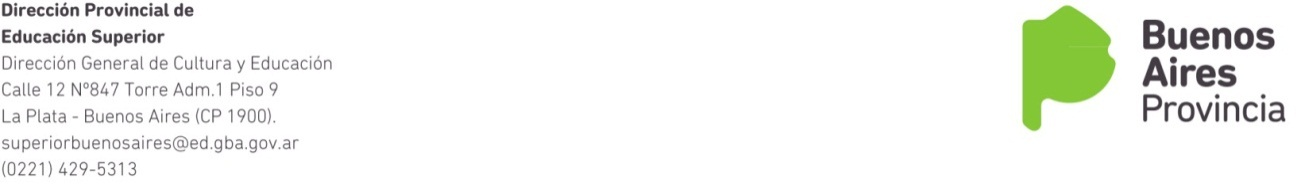 Dirección Provincial de
Educación Superior
Dirección General de Cultura y Educación
Calle 12 Nº847 Torre Adm.1 Piso 9
La Plata - Buenos Aires (CP 1900).
superiorbuenosaires@ed.gba.gov.ar
(0221) 429-5313
Buenos
Aires
Provincia